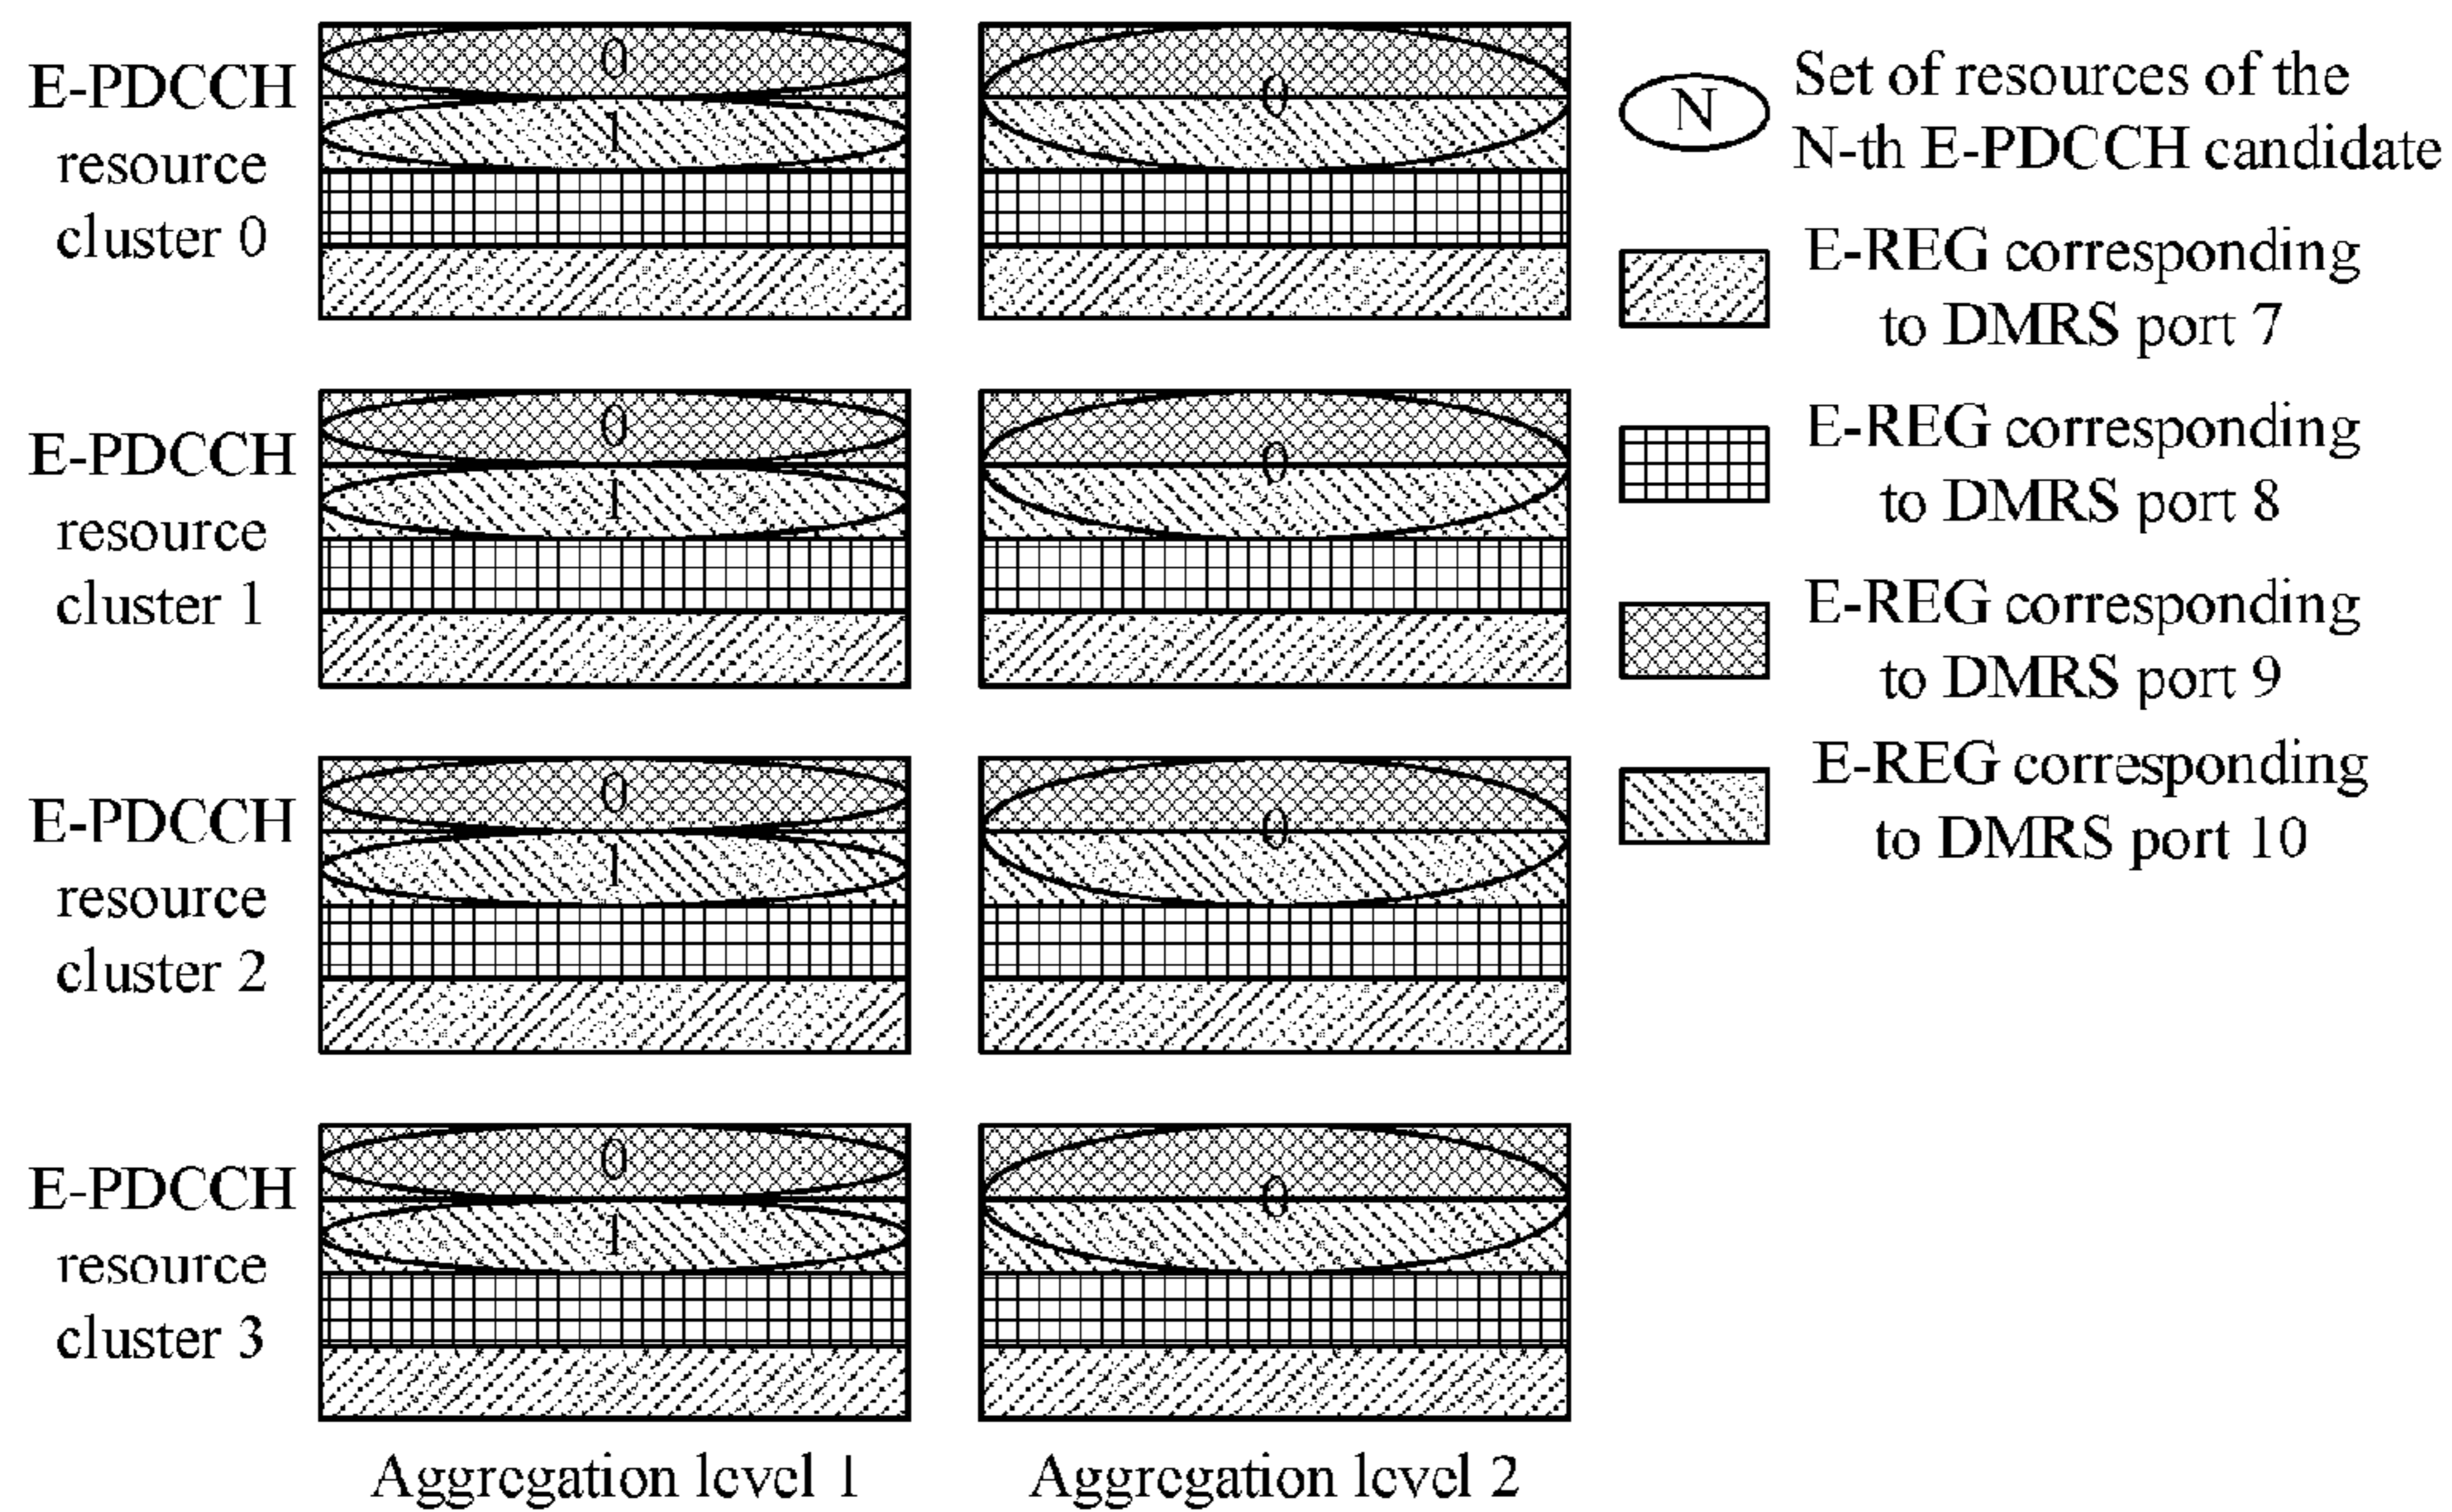 E-PDCCH
resource
cluster 0
0
1
0
E-PDCCH
resource
cluster 1
0
1
0
E-PDCCH
resource
cluster 2
0
1
0
E-PDCCH
resource
cluster 3
0
1
0
Aggregation level 1
Aggregation level 2
N
Set of resources of the
N-th E-PDCCH candidate
E-REG corresponding
to DMRS port 7
E-REG corresponding
to DMRS port 8
E-REG corresponding
to DMRS port 9
E-REG corresponding
to DMRS port 10